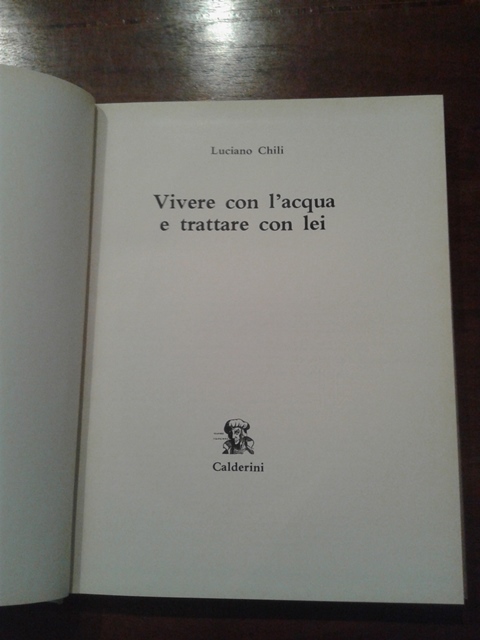 Luciano Chili
Vivere con l'acqua
e trattare con lei
Calderini